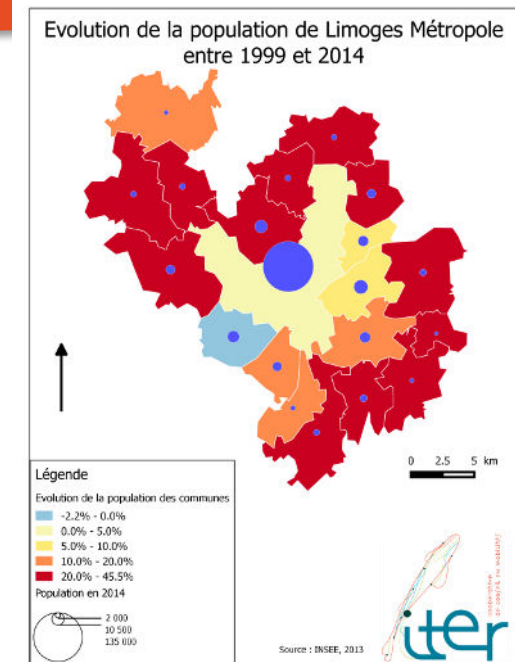 Evolution de la population de Limoges Métropole
entre 1999 et 2014
0 2.5 5 km
Légende
Evolution de la population des communes
-2.2% - 0.0%
0.0% - 5.0%
5.0% - 10.0%
10.0% - 20.0%
20.0% - 45.5%
Population en 2014
2 000
10 500
135 000
Source : INSEE, 2013
iter